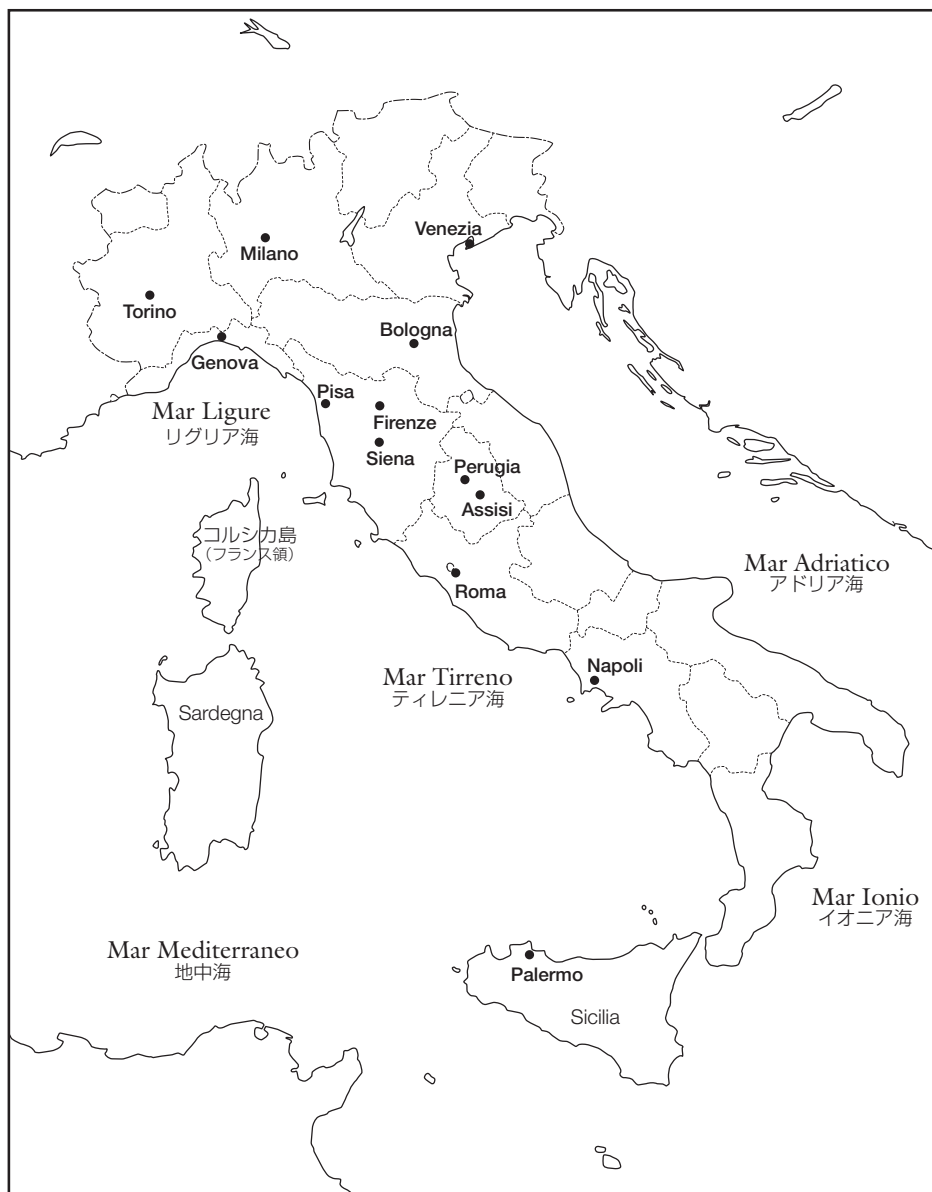 Venezia
Milano
Torino
Bologna
Genova
Pisa
Mar Ligure
リグリア海
Firenze
Siena
Perugia
Assisi
コルシカ島
(フランス領)
Mar Adriatico
アドリア海
Roma
Napoli
Mar Tirreno
ティレニア海
Sardegna
Mar Ionio
イオニア海
Mar Mediterraneo
地中海
Palermo
Sicilia